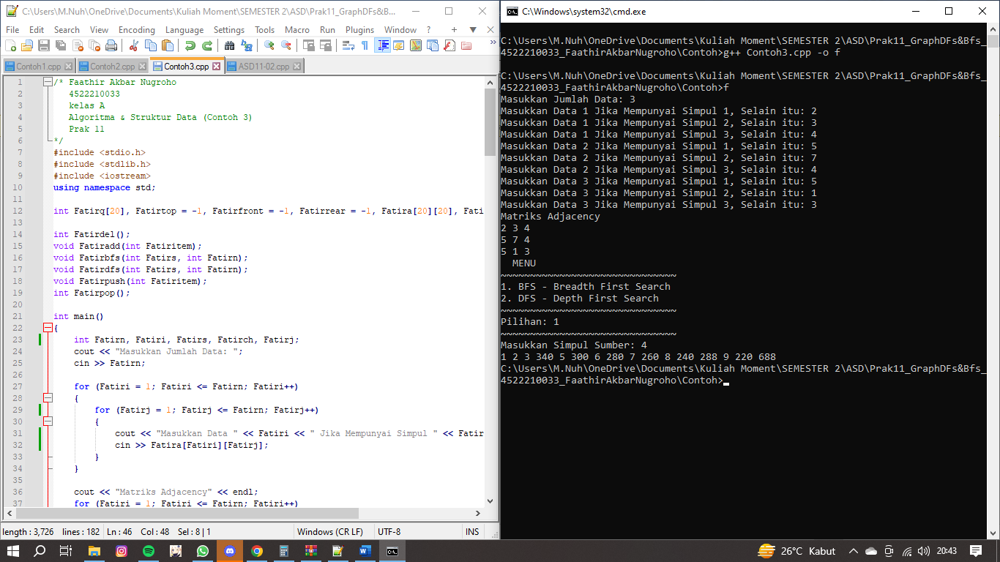 C:\Users\M.Nuh\OneDrive\Documents\Kuliah Moment\SEMESTER 2\ASD\Prak11_GraphDFs&B...
File Edit Search View Encoding Language Settings Tools Macro Run Plugins Window ? + ▼ X
Contoh1.cpp Contoh2.cpp Contoh3.cpp ASD11-02.cpp
1 /* Faathir Akbar Nugroho
2 4522210033
3 kelas A
4 Algoritma & Struktur Data (Contoh 3)
5 Prak 11
6 */
7 #include <stdio.h>
8 #include <stdlib.h>
9 #include <iostream>
10 using namespace std;
11
12 int Fatirq[20], Fatirtop = -1, Fatirfront = -1, Fatirrear = -1, Fatira[20][20], Fati
13
14 int Fatirdel();
15 void Fatiradd(int Fatiritem);
16 void Fatirbfs(int Fatirs, int Fatirn);
17 void Fatirdfs(int Fatirs, int Fatirn);
18 void Fatirpush(int Fatiritem);
19 int Fatirpop();
20
21 int main()
22 {
23 int Fatirn, Fatiri, Fatirs, Fatirch, Fatirj;
24 cout << "Masukkan Jumlah Data: ";
25 cin >> Fatirn;
26
27 for (Fatiri = 1; Fatiri <= Fatirn; Fatiri++)
28 {
29 for (Fatirj = 1; Fatirj <= Fatirn; Fatirj++)
30 {
31 cout << "Masukkan Data " << Fatiri << " Jika Mempunyai Simpul " << Fatir
32 cin >> Fatira[Fatiri][Fatirj];
33 }
34 }
35
36 cout << "Matriks Adjacency" << endl;
37 for (Fatiri = 1; Fatiri <= Fatirn; Fatiri++)
length : 3,726 lines : 182 Ln : 46 Col : 48 Sel : 8 | 1 Windows (CR LF) UTF-8 INS
C:\Windows\system32\cmd.exe
C:\Users\M.Nuh\OneDrive\Documents\Kuliah Moment\SEMESTER 2\ASD\Prak11_GraphDFs&Bfs_
4522210033_FaathirAkbarNugroho\Contoh>g++ Contoh3.cpp -o f
C:\Users\M.Nuh\OneDrive\Documents\Kuliah Moment\SEMESTER 2\ASD\Prak11_GraphDFs&Bfs_
4522210033_FaathirAkbarNugroho\Contoh>f
Masukkan Jumlah Data: 3
Masukkan Data 1 Jika Mempunyai Simpul 1, Selain itu: 2
Masukkan Data 1 Jika Mempunyai Simpul 2, Selain itu: 3
Masukkan Data 1 Jika Mempunyai Simpul 3, Selain itu: 4
Masukkan Data 2 Jika Mempunyai Simpul 1, Selain itu: 5
Masukkan Data 2 Jika Mempunyai Simpul 2, Selain itu: 7
Masukkan Data 2 Jika Mempunyai Simpul 3, Selain itu: 4
Masukkan Data 3 Jika Mempunyai Simpul 1, Selain itu: 5
Masukkan Data 3 Jika Mempunyai Simpul 2, Selain itu: 1
Masukkan Data 3 Jika Mempunyai Simpul 3, Selain itu: 3
Matriks Adjacency
2 3 4
5 7 4
5 1 3
MENU
~~~~~~~~~~~~~~~~~~~~~~~~~~~~~~
1. BFS - Breadth First Search
2. DFS - Depth First Search
~~~~~~~~~~~~~~~~~~~~~~~~~~~~~~
Pilihan: 1
~~~~~~~~~~~~~~~~~~~~~~~~~~~~~~
Masukkan Simpul Sumber: 4
1 2 3 340 5 300 6 280 7 260 8 240 288 9 220 688
C:\Users\M.Nuh\OneDrive\Documents\Kuliah Moment\SEMESTER 2\ASD\Prak11_GraphDFs&Bfs_
4522210033_FaathirAkbarNugroho\Contoh>
26°C Kabut 20:43